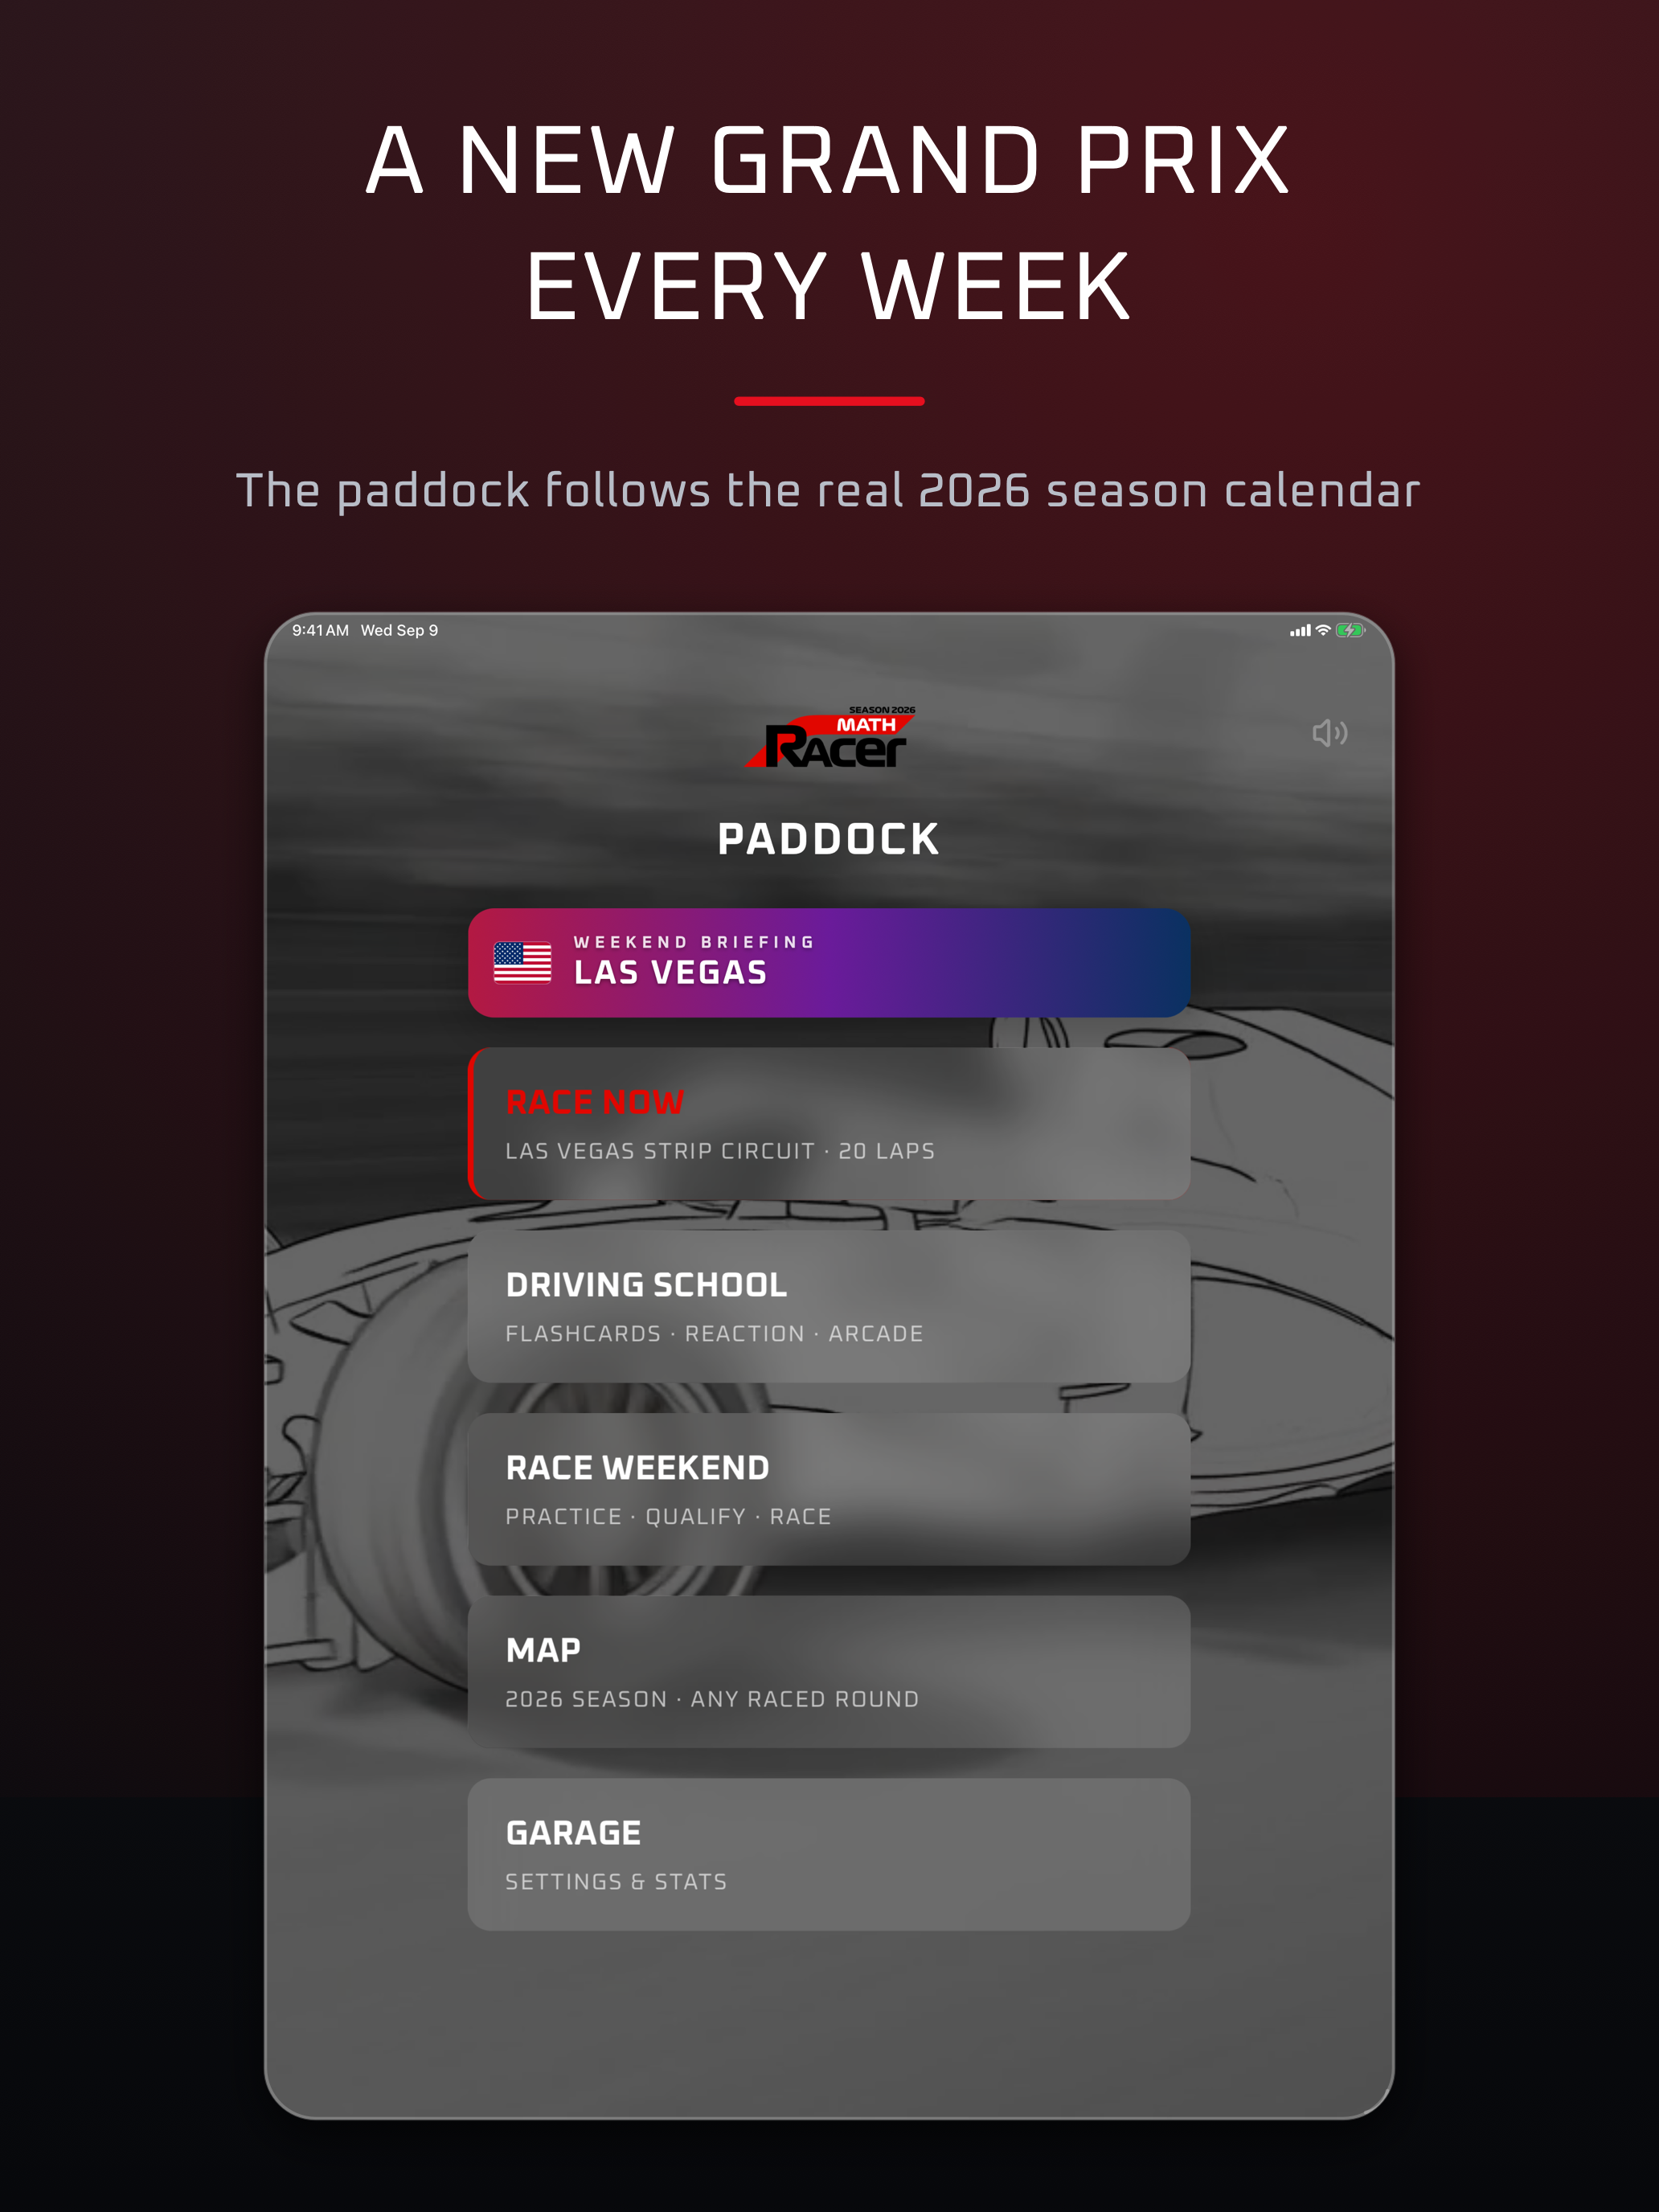 A NEW GRAND PRIX
EVERY WEEK
The paddock follows the real 2026 season calendar
9:41 AM Wed Sep 9
SEASON 2026
MATH
RAcer
PADDOCK
WEEKEND BRIEFING
LAS VEGAS
RACE NOW
LAS VEGAS STRIP CIRCUIT · 20 LAPS
DRIVING SCHOOL
FLASHCARDS · REACTION · ARCADE
RACE WEEKEND
PRACTICE · QUALIFY · RACE
MAP
2026 SEASON · ANY RACED ROUND
GARAGE
SETTINGS & STATS